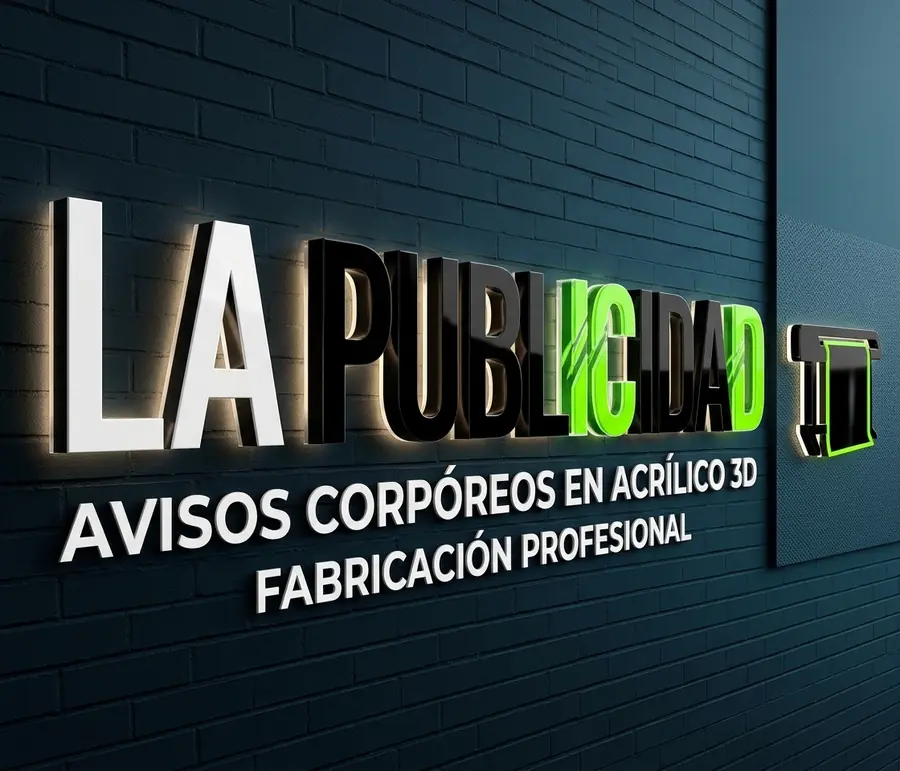 LA PUBLICIDAD
AVISOS CORPÓREOS EN ACRÍLICO 3D
FABRICACIÓN PROFESIONAL